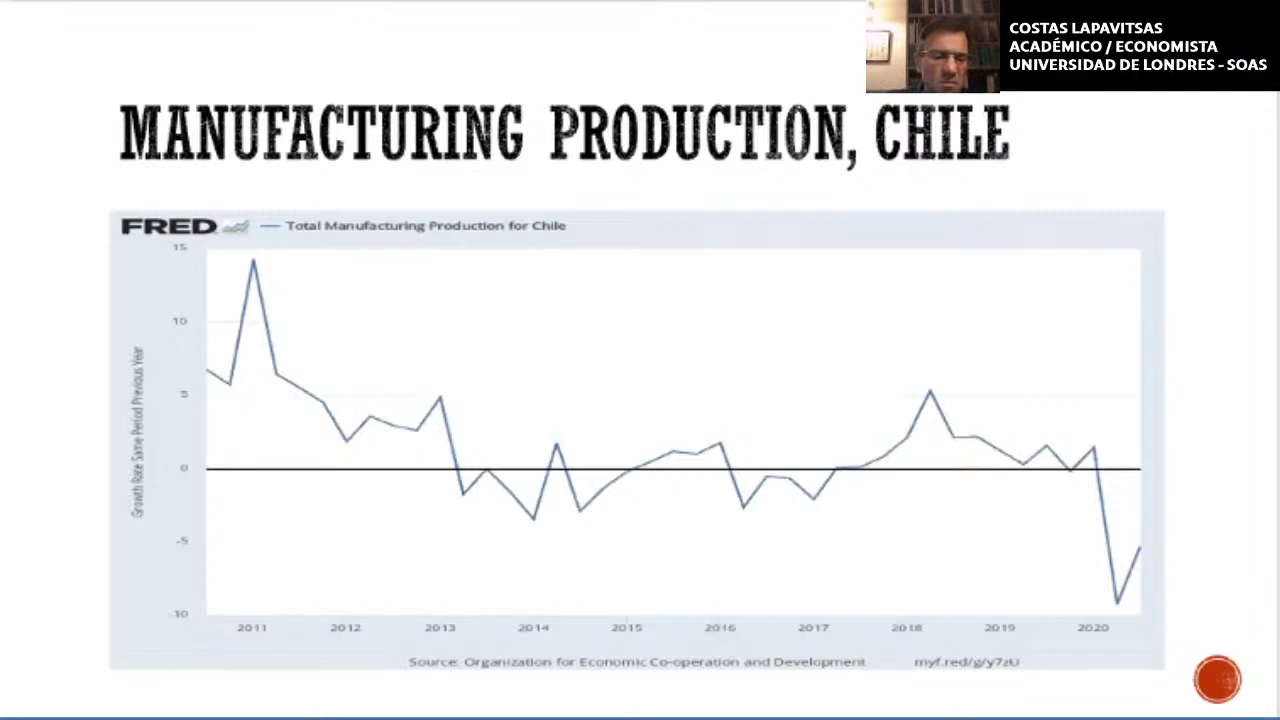 COSTAS LAPAVITSAS
ACADÉMICO / ECONOMISTA
UNIVERSIDAD DE LONDRES - SOAS
MANUFACTURING PRODUCTION, CHILE
FRED
Total Manufacturing Production for Chile
Growth Rate Same Period Previous Year
15
10
5
0
-5
-10
2011 2012 2013 2014 2015 2016 2017 2018 2019 2020
Source: Organization for Economic Co-operation and Development
myf.red/g/y7zU